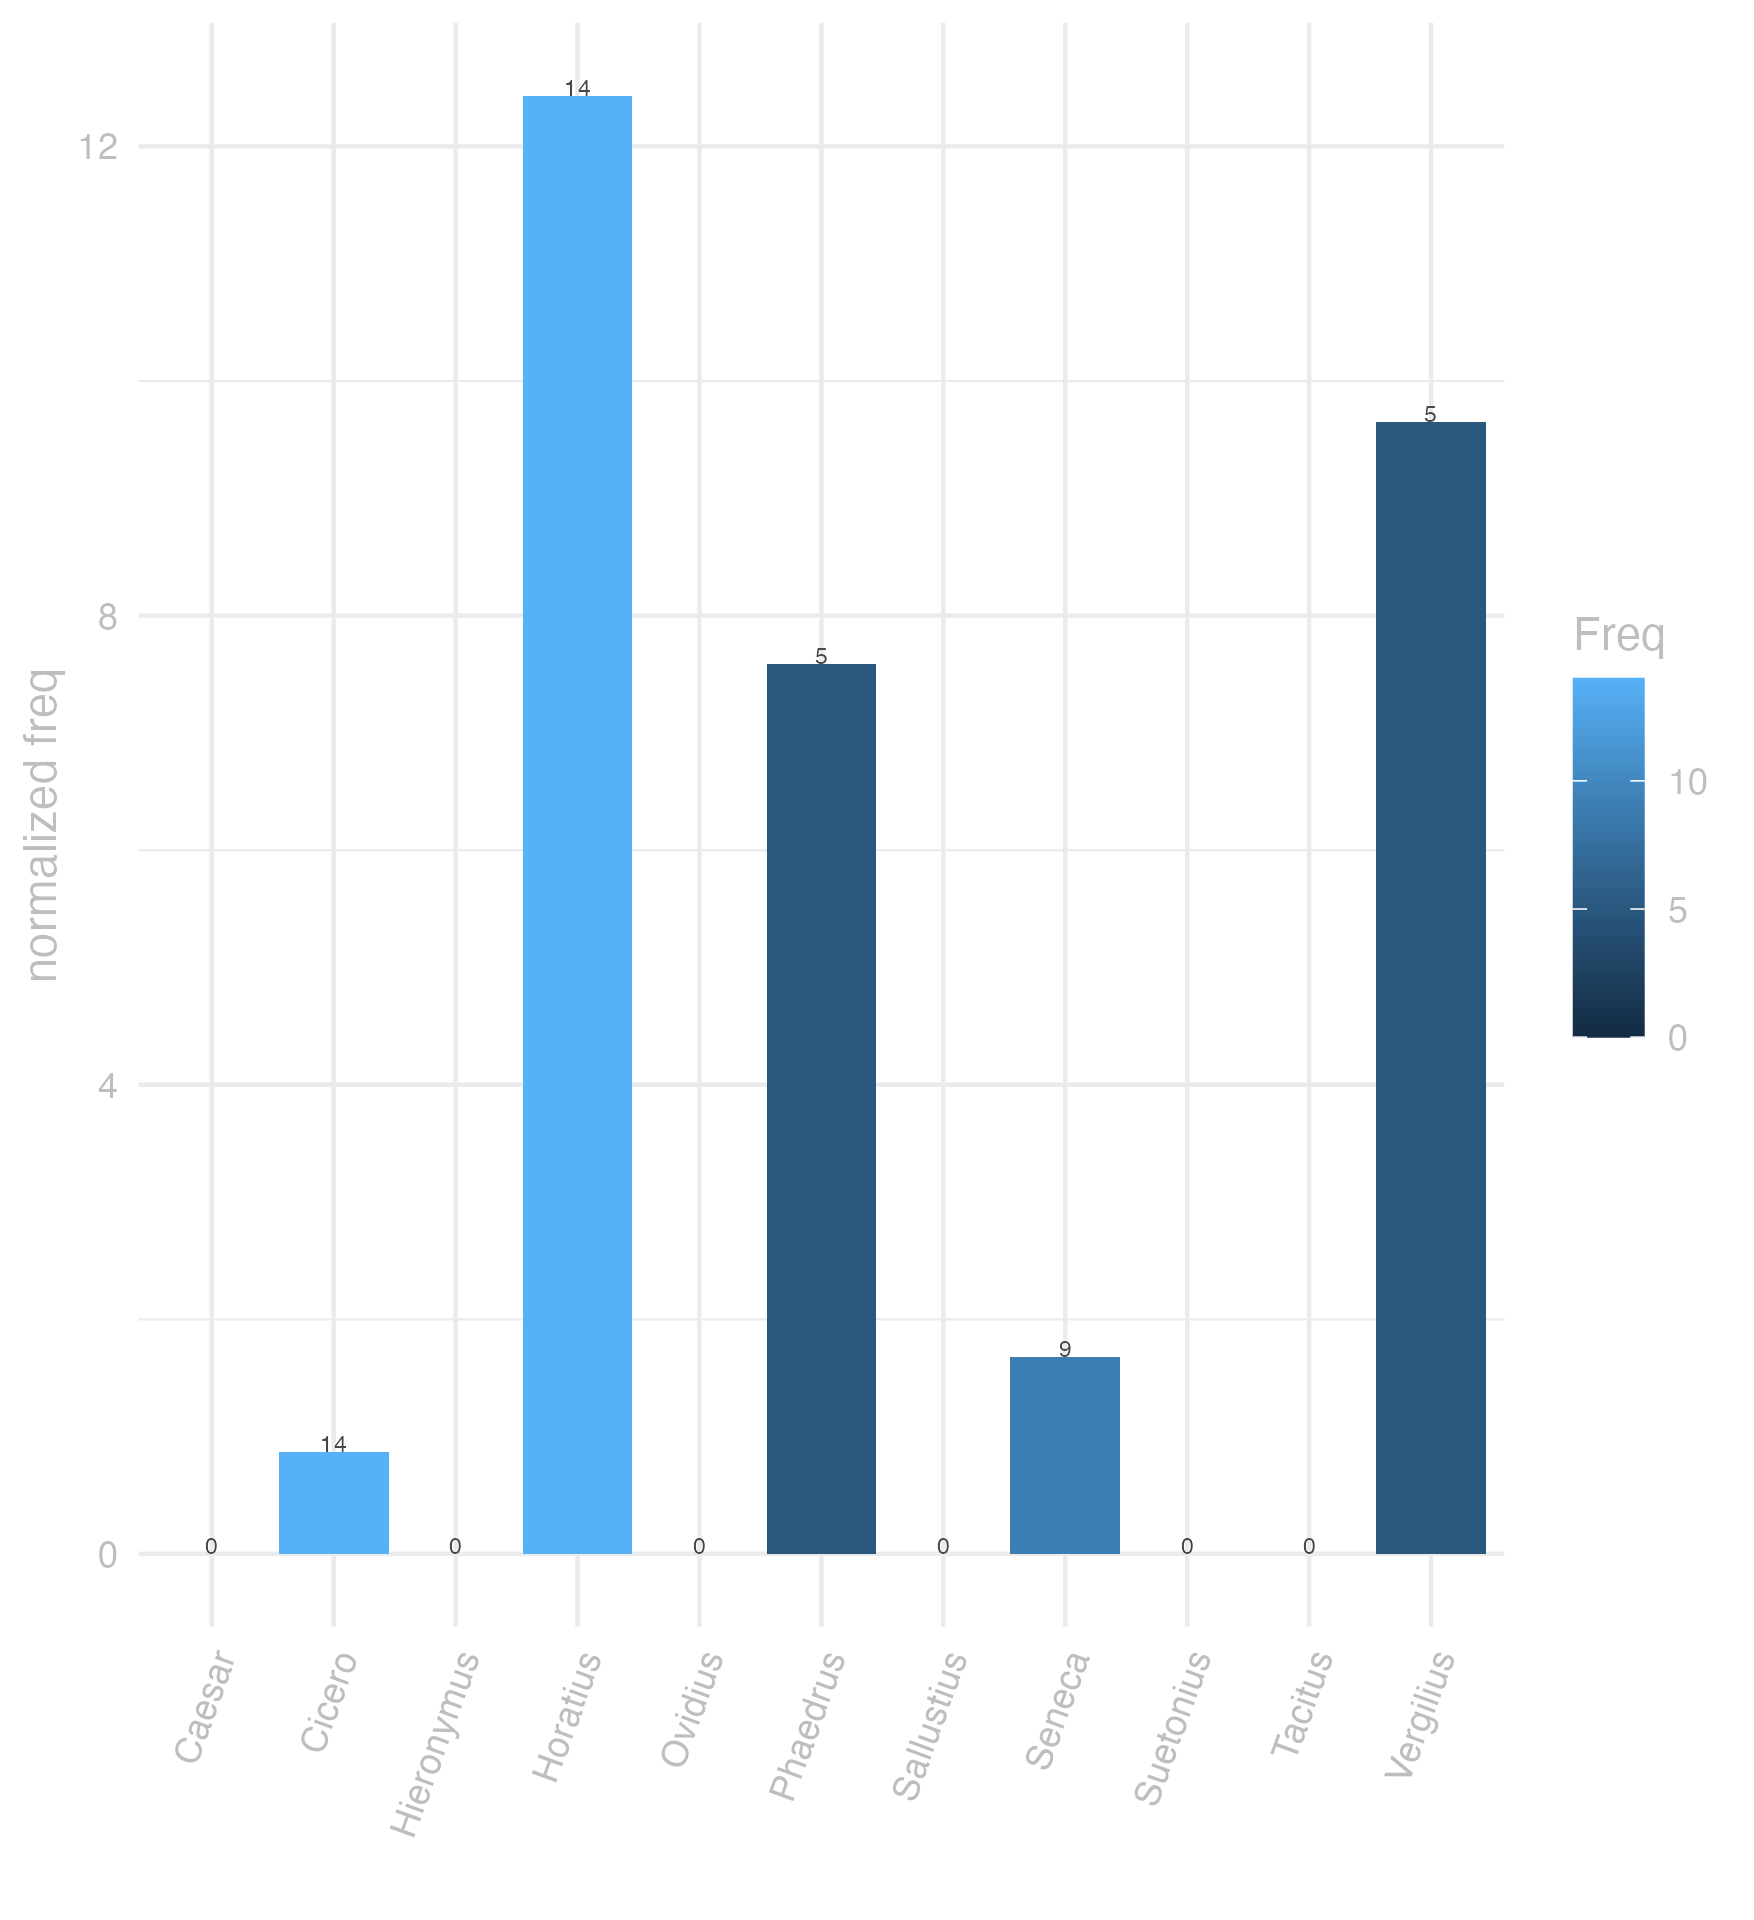 14
12
5
8
5
9
4
14
0
0
0
0
0
0
0
normalized freq
Freq
10
5
0
Caesar
Cicero
Hieronymus
Horatius
Ovidius
Phaedrus
Sallustius
Seneca
Suetonius
Tacitus
Vergilius